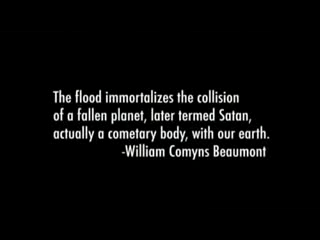 The flood immortalizes the collision
of a fallen planet, later termed Satan,
actually a cometary body, with our earth.
-William Comyns Beaumont